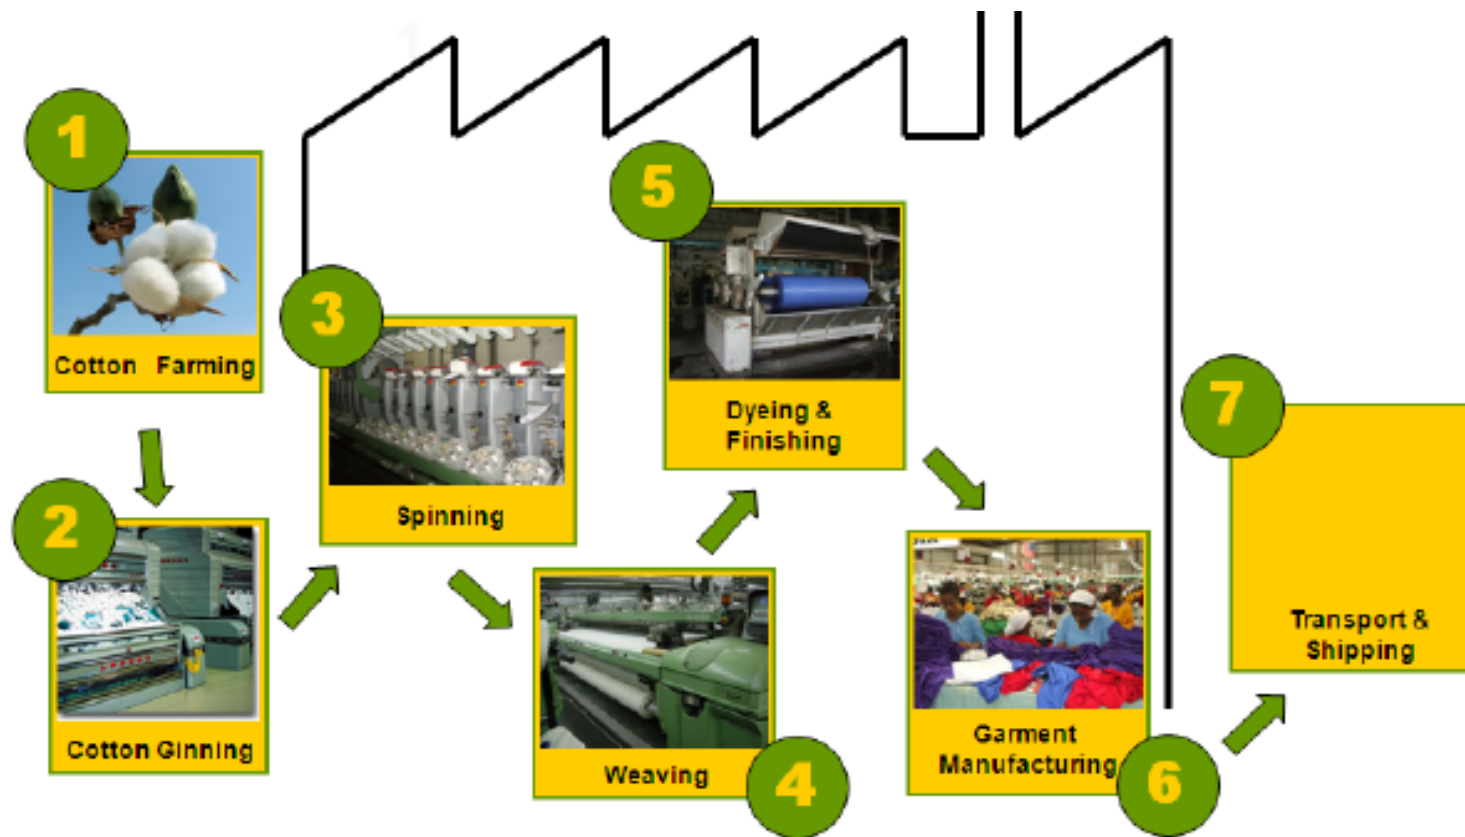 1
Cotton Farming
2
Cotton Ginning
3
Spinning
4
Weaving
5
Dyeing &
Finishing
6
Garment
Manufacturing
7
Transport &
Shipping